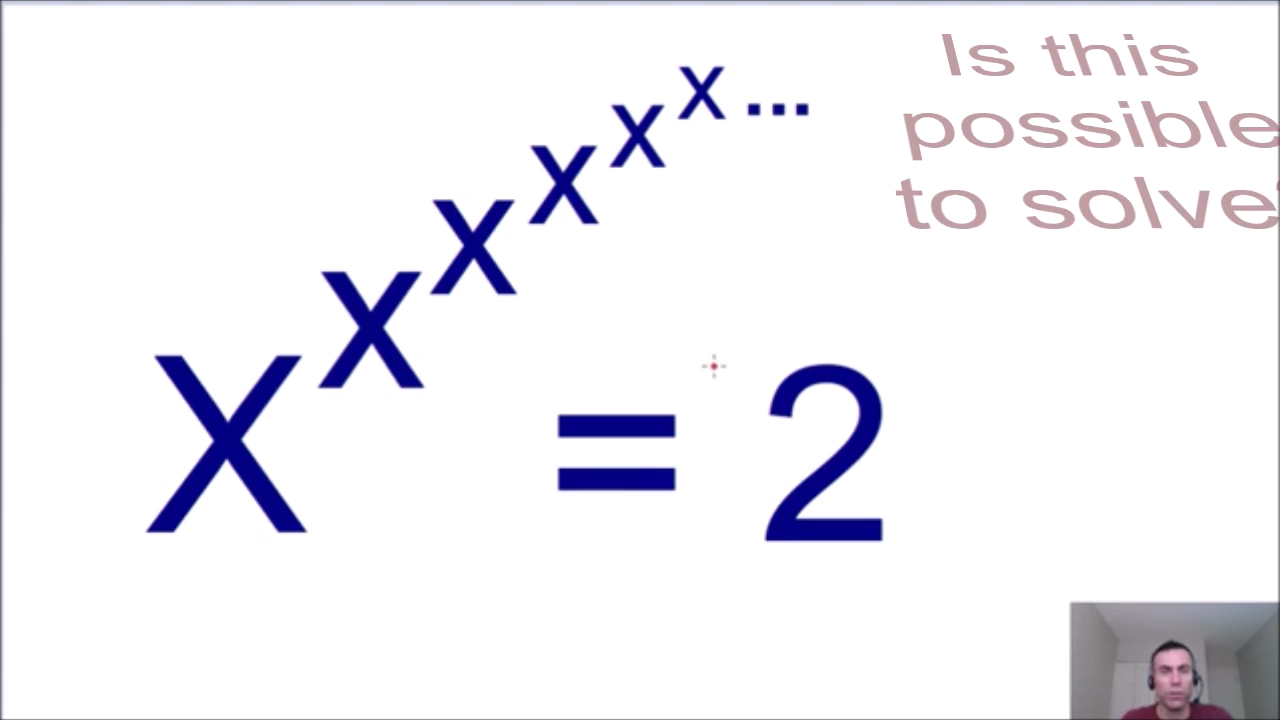 Is this
possible
to solve?
x^x^x^x^x^x... = 2